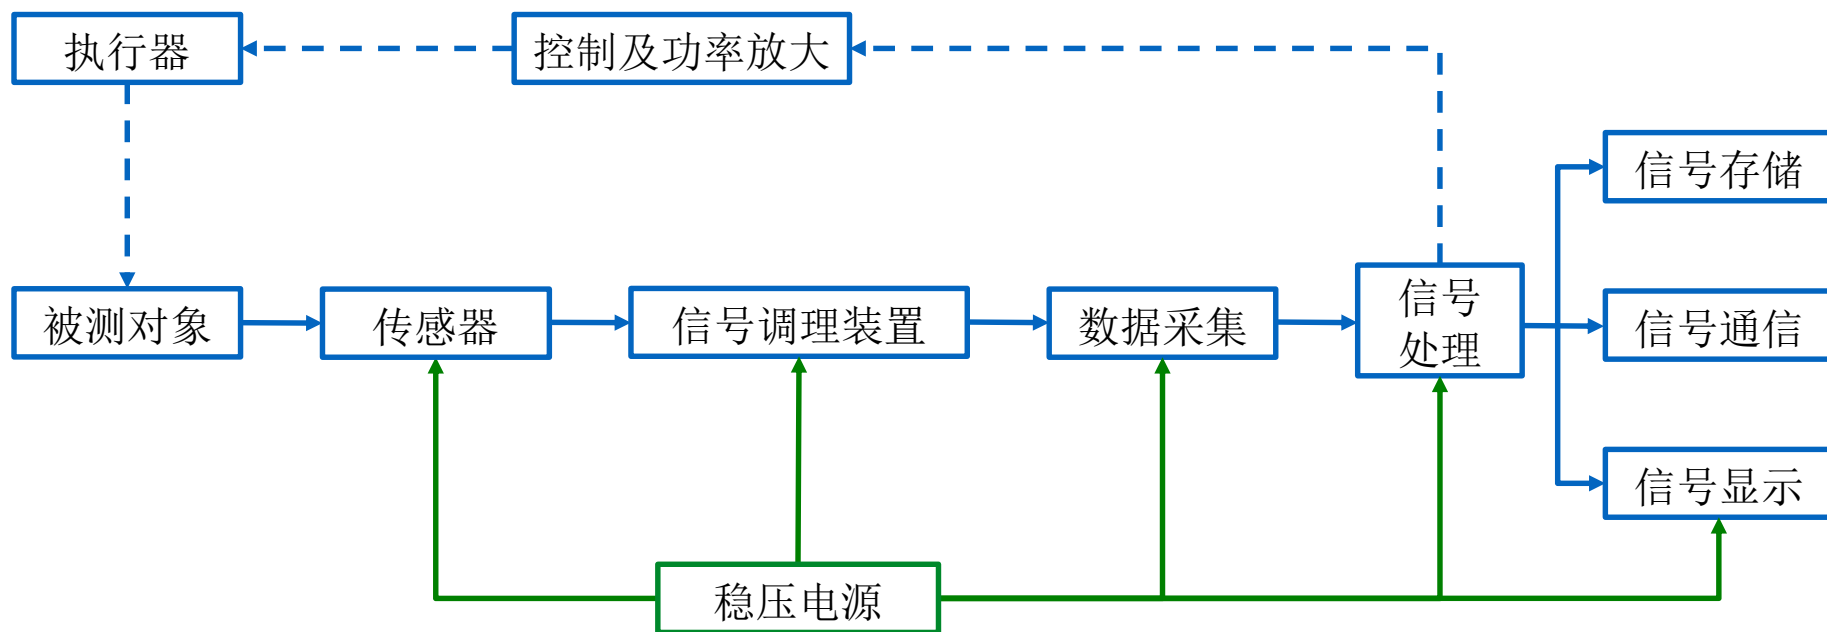 执行器
控制及功率放大
信号存储
被测对象
传感器
信号调理装置
数据采集
信号
处理
信号通信
信号显示
稳压电源